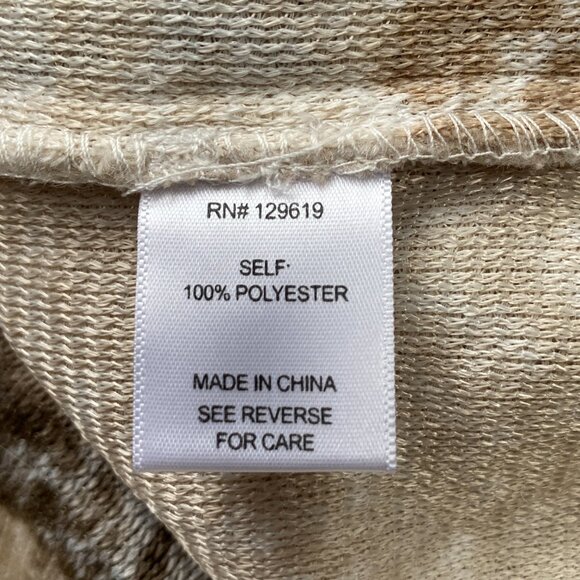 RN# 129619
SELF:
100% POLYESTER
MADE IN CHINA
SEE REVERSE
FOR CARE